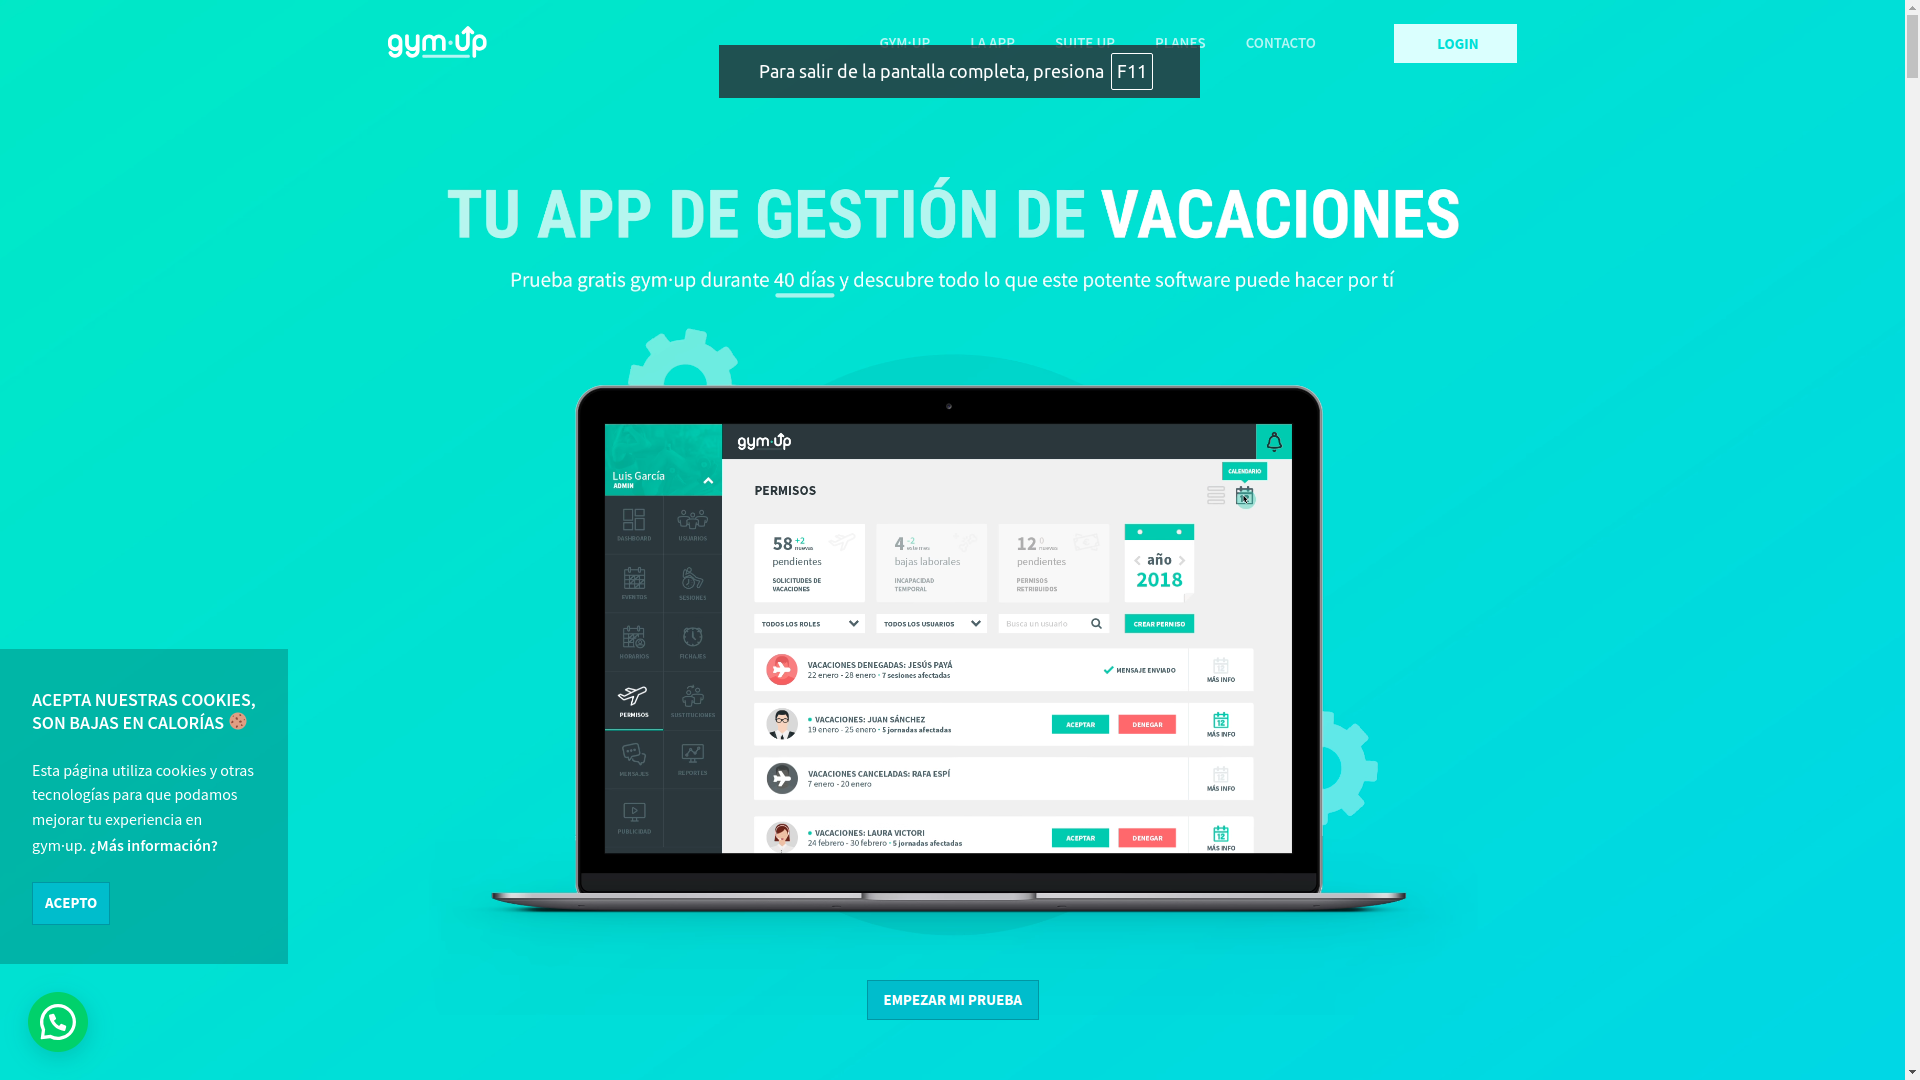 gym·up
GYM·UP
LA APP
SUITE UP
PLANES
CONTACTO
LOGIN
Para salir de la pantalla completa, presiona F11
TU APP DE GESTIÓN DE VACACIONES
Prueba gratis gym·up durante 40 días y descubre todo lo que este potente software puede hacer por tí
gym·up
Luis García
ADMIN
CALENDARIO
PERMISOS
DASHBOARD
USUARIOS
EVENTOS
SESIONES
HORARIOS
FICHAJES
PERMISOS
SUSTITUCIONES
MENSAJES
REPORTES
PUBLICIDAD
58 +2 nuevas
pendientes
SOLICITUDES DE
VACACIONES
4 -2
bajas laborales
INCAPACIDAD
TEMPORAL
12 0 nuevos
pendientes
PERMISOS
RETRIBUIDOS
año
2018
TODOS LOS ROLES
TODOS LOS USUARIOS
Busca un usuario
CREAR PERMISO
VACACIONES DENEGADAS: JESÚS PAYÁ
22 enero - 28 enero · 7 sesiones afectadas
MENSAJE ENVIADO
MÁS INFO
VACACIONES: JUAN SÁNCHEZ
19 enero - 25 enero · 5 jornadas afectadas
ACEPTAR
DENEGAR
12
MÁS INFO
VACACIONES CANCELADAS: RAFA ESPÍ
7 enero - 20 enero
MÁS INFO
VACACIONES: LAURA VICTORI
24 febrero - 30 febrero · 5 jornadas afectadas
ACEPTAR
DENEGAR
12
MÁS INFO
ACEPTA NUESTRAS COOKIES,
SON BAJAS EN CALORÍAS
Esta página utiliza cookies y otras
tecnologías para que podamos
mejorar tu experiencia en
gym·up. ¿Más información?
ACEPTO
EMPEZAR MI PRUEBA